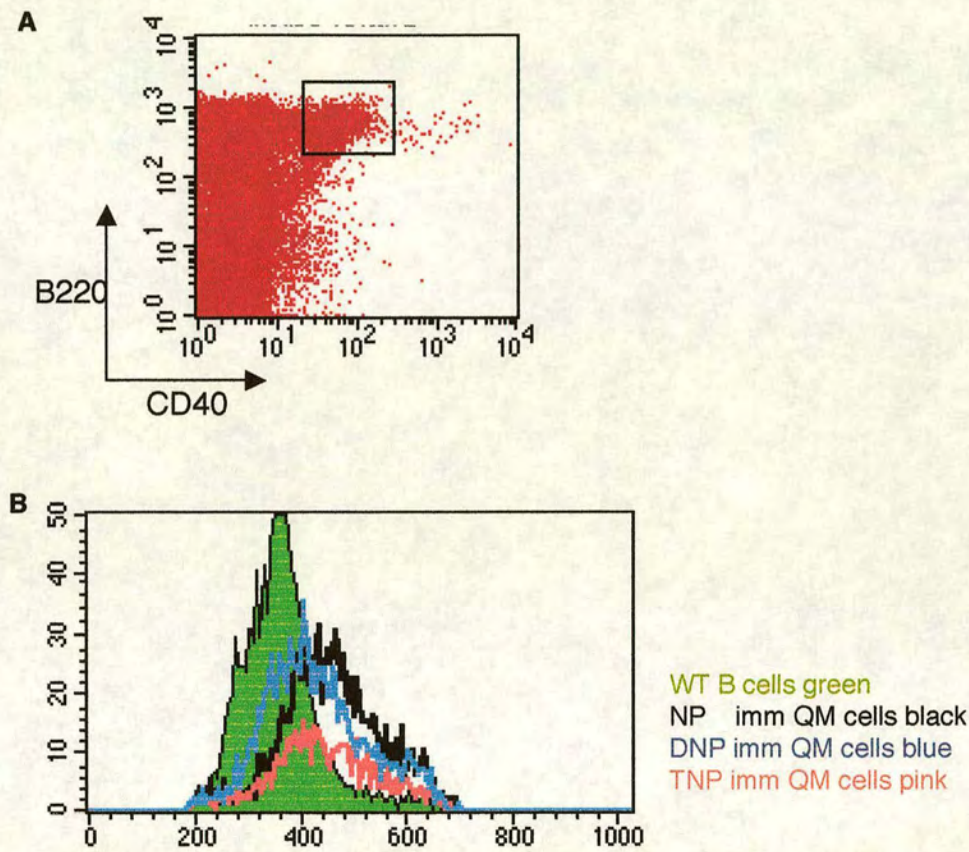 A
10^4
10^3
10^2
10^1
10^0
B220
10^0 10^1 10^2 10^3 10^4
CD40
B
50
40
30
20
10
0
0 200 400 600 800 1000
WT B cells green
NP imm QM cells black
DNP imm QM cells blue
TNP imm QM cells pink